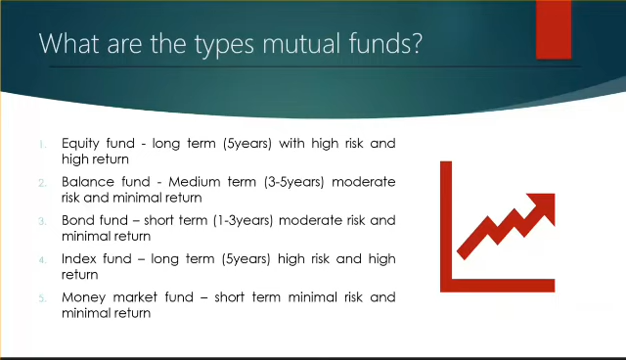 What are the types mutual funds?
1. Equity fund - long term (5years) with high risk and
high return
2. Balance fund - Medium term (3-5years) moderate
risk and minimal return
3. Bond fund – short term (1-3years) moderate risk and
minimal return
4. Index fund – long term (5years) high risk and high
return
5. Money market fund – short term minimal risk and
minimal return